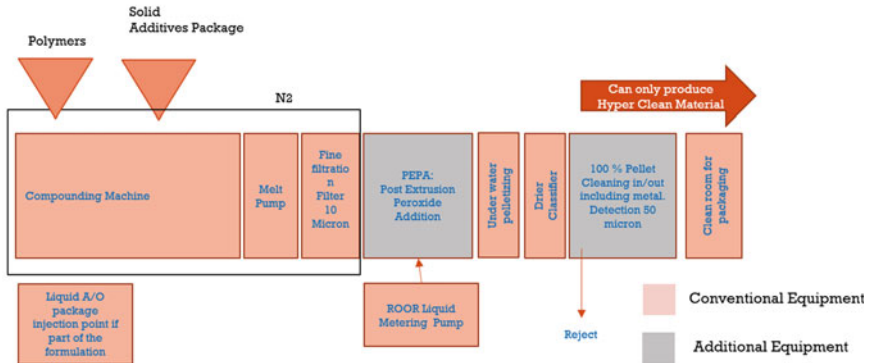 Solid
Additives Package
Polymers
N2
Can only produce
Hyper Clean Material
Compounding Machine
Melt
Pump
Fine
filtratio
n
Filter
10
Micron
PEPA:
Post Extrusion
Peroxide
Addition
Under water
pelletizing
Drier
Classifier
100 % Pellet
Cleaning in/out
including metal.
Detection 50
micron
Clean room for
packaging
Liquid A/O
package
injection point if
part of the
formulation
ROOR Liquid
Metering Pump
Reject
Conventional Equipment
Additional Equipment